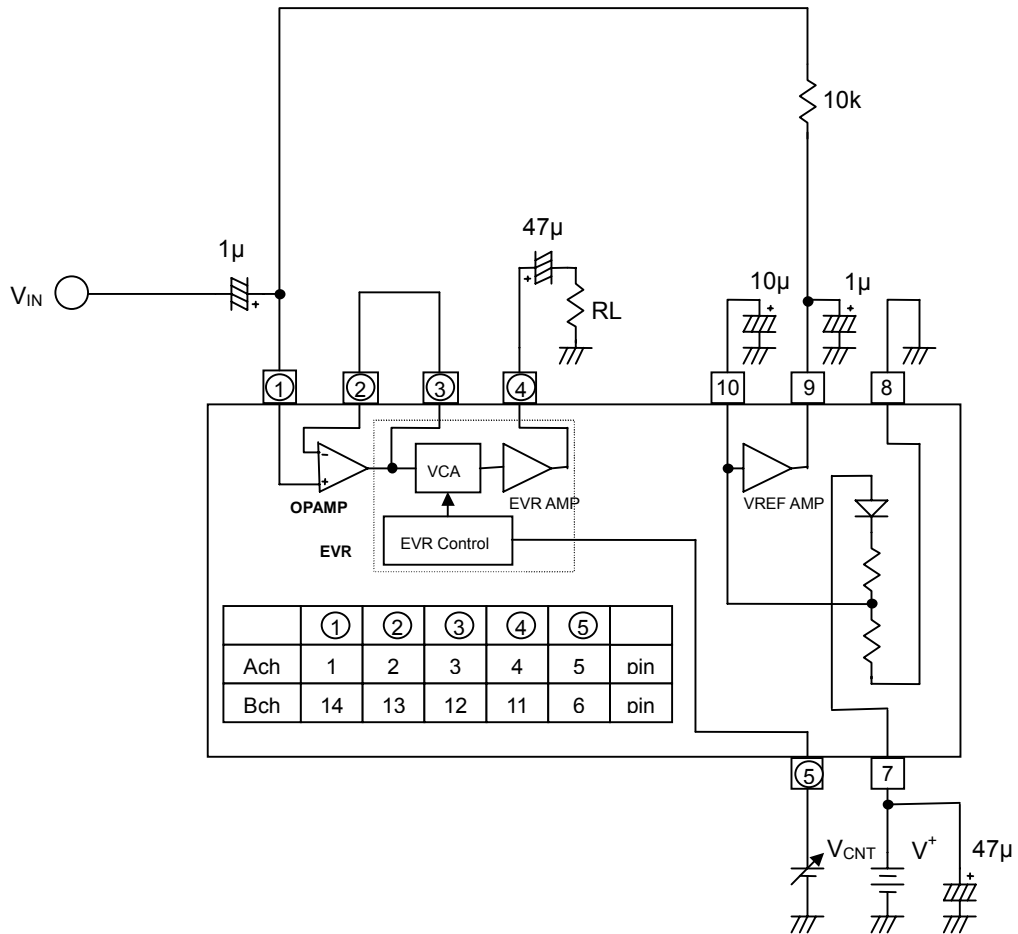 10k
47µ
1µ
10µ
1µ
V_IN
+
+
+
+
RL
① ② ③ ④ 10 9 8
-
+
VCA
OPAMP
EVR AMP
VREF AMP
EVR
EVR Control
① ② ③ ④ ⑤
Ach 1 2 3 4 5 pin
Bch 14 13 12 11 6 pin
⑤ 7
V_CNT V⁺ 47µ
+